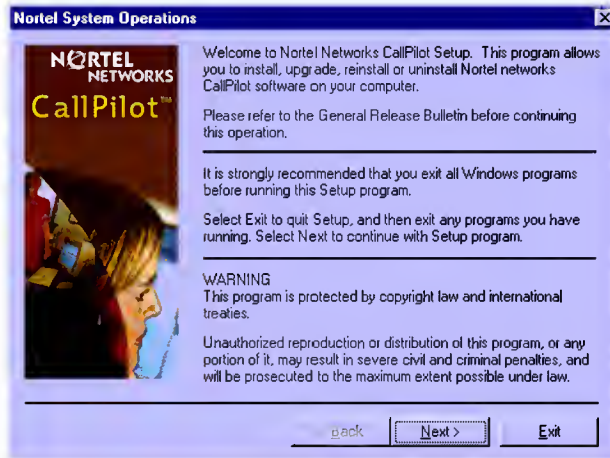 Nortel System Operations
NORTEL
NETWORKS
CallPilot™
Welcome to Nortel Networks CallPilot Setup. This program allows
you to install, upgrade, reinstall or uninstall Nortel networks
CallPilot software on your computer.
Please refer to the General Release Bulletin before continuing
this operation.
It is strongly recommended that you exit all Windows programs
before running this Setup program.
Select Exit to quit Setup, and then exit any programs you have
running. Select Next to continue with Setup program.
WARNING
This program is protected by copyright law and international
treaties.
Unauthorized reproduction or distribution of this program, or any
portion of it, may result in severe civil and criminal penalties, and
will be prosecuted to the maximum extent possible under law.
Back
Next >
Exit